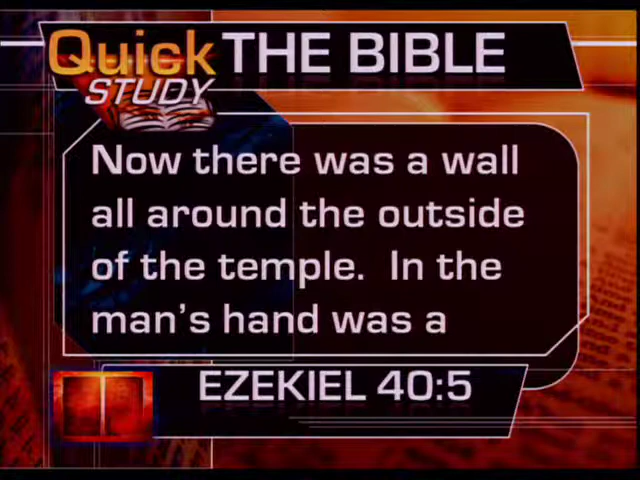 Quick THE BIBLE
STUDY
Now there was a wall
all around the outside
of the temple. In the
man's hand was a
EZEKIEL 40:5